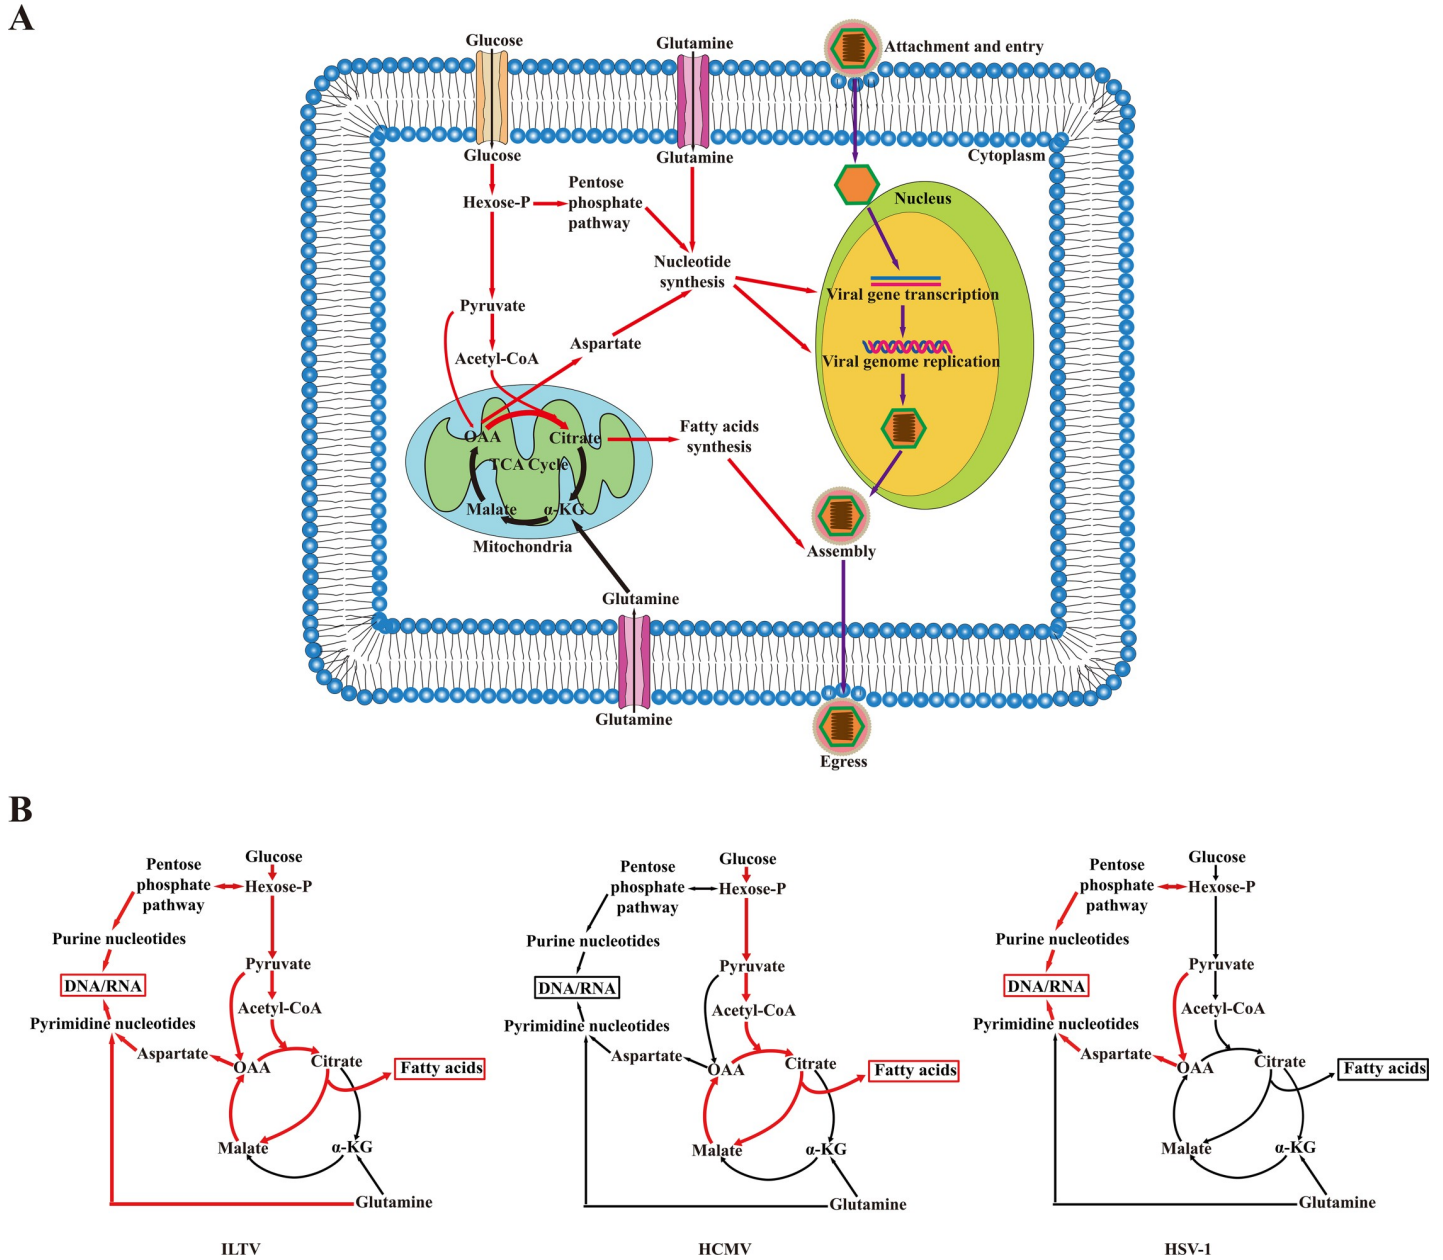 A
Glucose
Glutamine
Attachment and entry
Glucose
Glutamine
Cytoplasm
Hexose-P
Pentose
phosphate
pathway
Nucleus
Nucleotide
synthesis
Viral gene transcription
Pyruvate
Aspartate
Acetyl-CoA
Viral genome replication
OAA
Citrate
Fatty acids
synthesis
TCA Cycle
Malate
α-KG
Mitochondria
Assembly
Glutamine
Glutamine
Egress
B
Glucose
Pentose
phosphate
pathway
Hexose-P
Purine nucleotides
Pyruvate
DNA/RNA
Acetyl-CoA
Pyrimidine nucleotides
Aspartate
OAA
Citrate
Fatty acids
Malate
α-KG
Glutamine
ILTV
Glucose
Pentose
phosphate
pathway
Hexose-P
Purine nucleotides
Pyruvate
DNA/RNA
Acetyl-CoA
Pyrimidine nucleotides
Aspartate
OAA
Citrate
Fatty acids
Malate
α-KG
Glutamine
HCMV
Glucose
Pentose
phosphate
pathway
Hexose-P
Purine nucleotides
Pyruvate
DNA/RNA
Acetyl-CoA
Pyrimidine nucleotides
Aspartate
OAA
Citrate
Fatty acids
Malate
α-KG
Glutamine
HSV-1